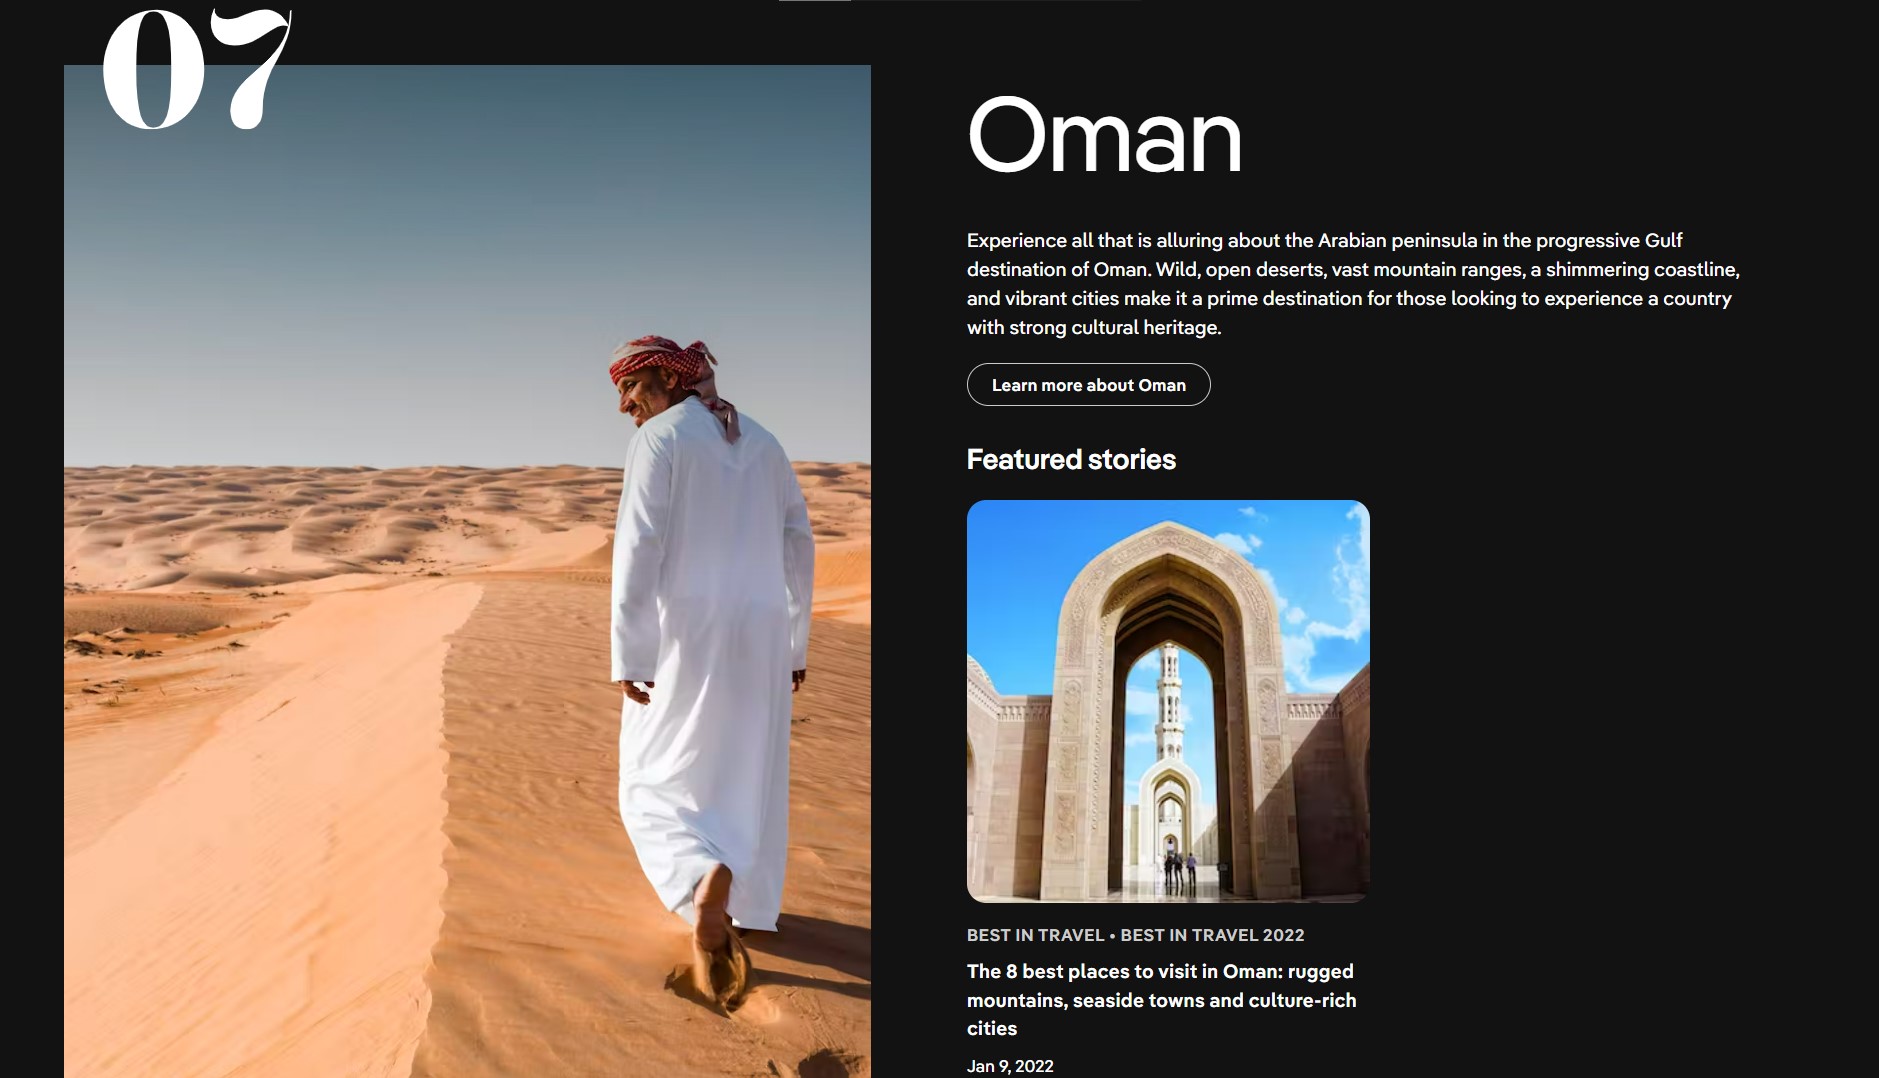 07
Oman
Experience all that is alluring about the Arabian peninsula in the progressive Gulf
destination of Oman. Wild, open deserts, vast mountain ranges, a shimmering coastline,
and vibrant cities make it a prime destination for those looking to experience a country
with strong cultural heritage.
Learn more about Oman
Featured stories
BEST IN TRAVEL • BEST IN TRAVEL 2022
The 8 best places to visit in Oman: rugged
mountains, seaside towns and culture-rich
cities
Jan 9, 2022